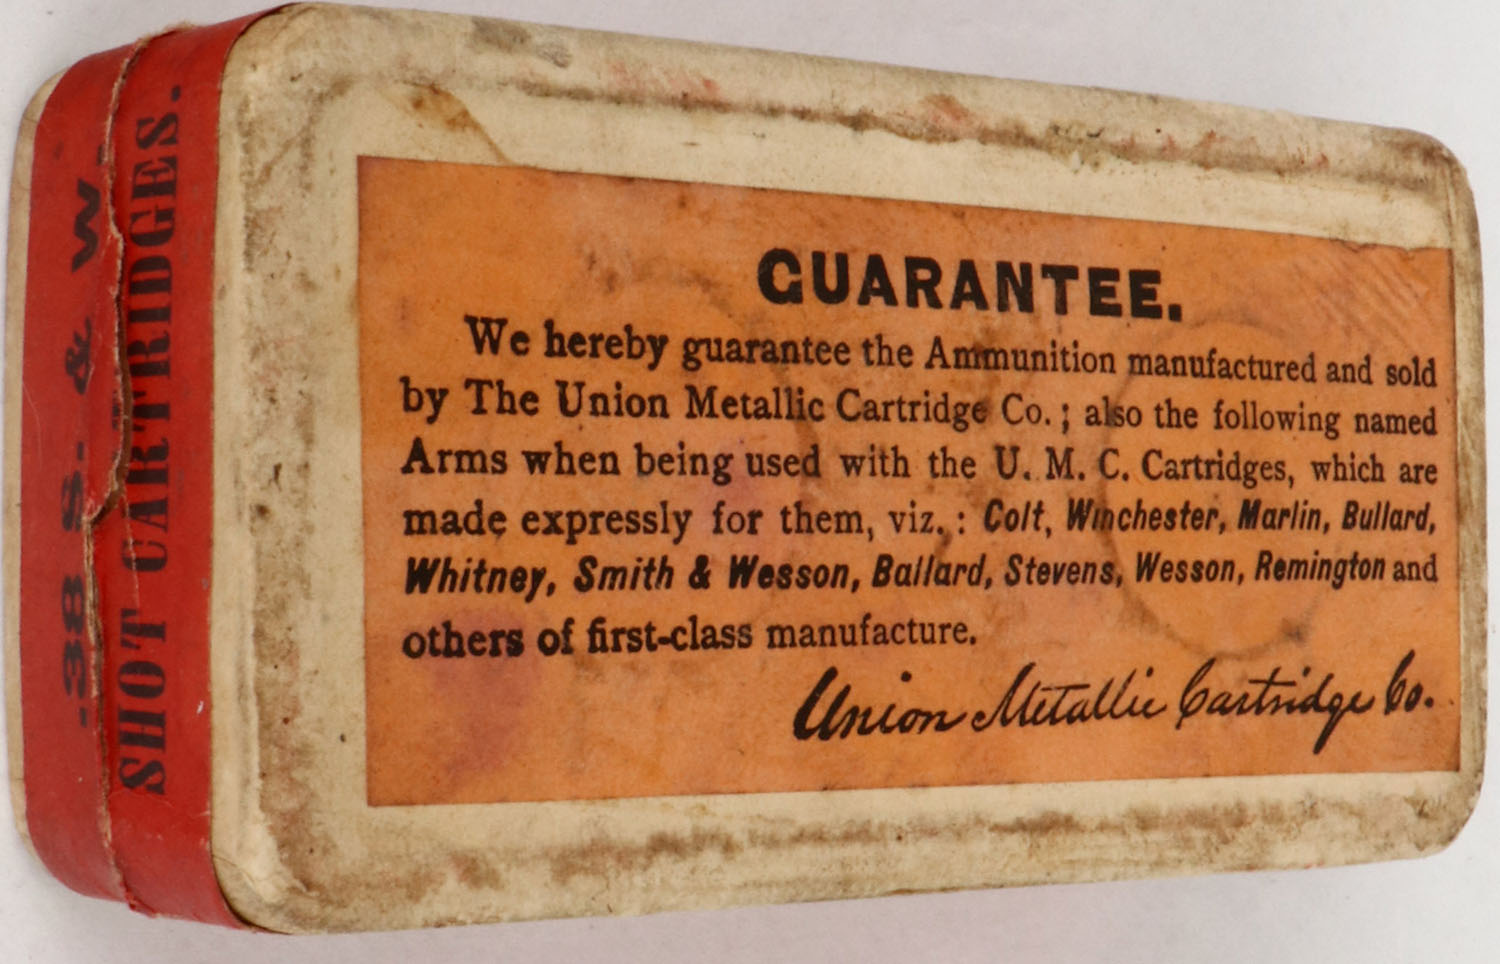 .38 S. & W.
SHOT CARTRIDGES.
GUARANTEE.
We hereby guarantee the Ammunition manufactured and sold
by The Union Metallic Cartridge Co.; also the following named
Arms when being used with the U. M. C. Cartridges, which are
made expressly for them, viz.: Colt, Winchester, Marlin, Bullard,
Whitney, Smith & Wesson, Ballard, Stevens, Wesson, Remington and
others of first-class manufacture.
Union Metallic Cartridge Co.